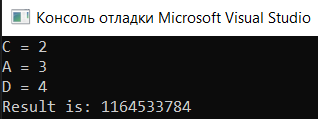 Консоль отладки Microsoft Visual Studio
C = 2
A = 3
D = 4
Result is: 1164533784